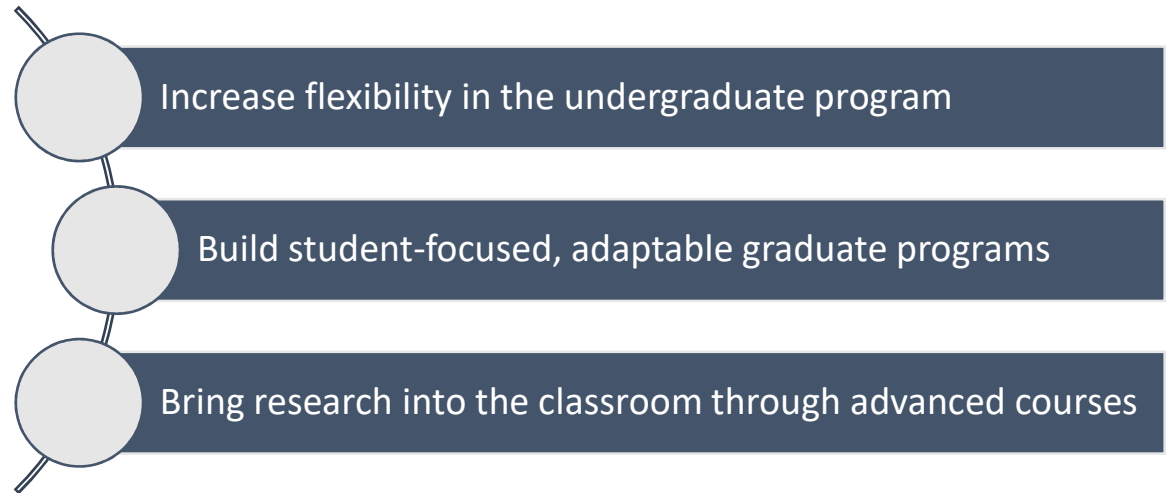 Increase flexibility in the undergraduate program
Build student-focused, adaptable graduate programs
Bring research into the classroom through advanced courses